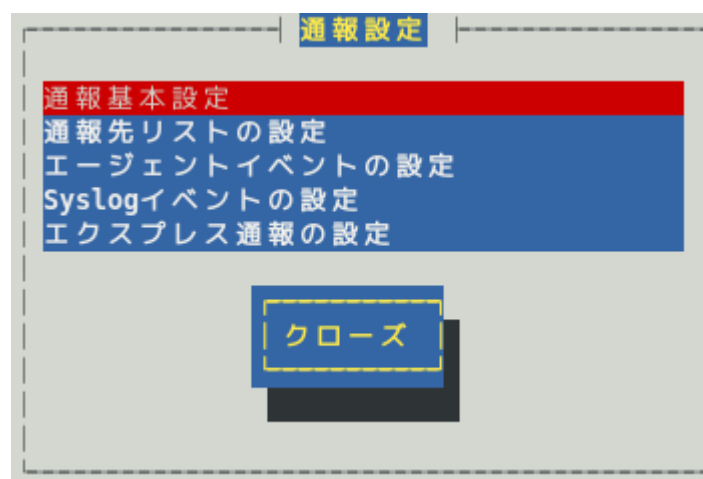 通報設定
通報基本設定
通報先リストの設定
エージェントイベントの設定
Syslogイベントの設定
エクスプレス通報の設定
クローズ